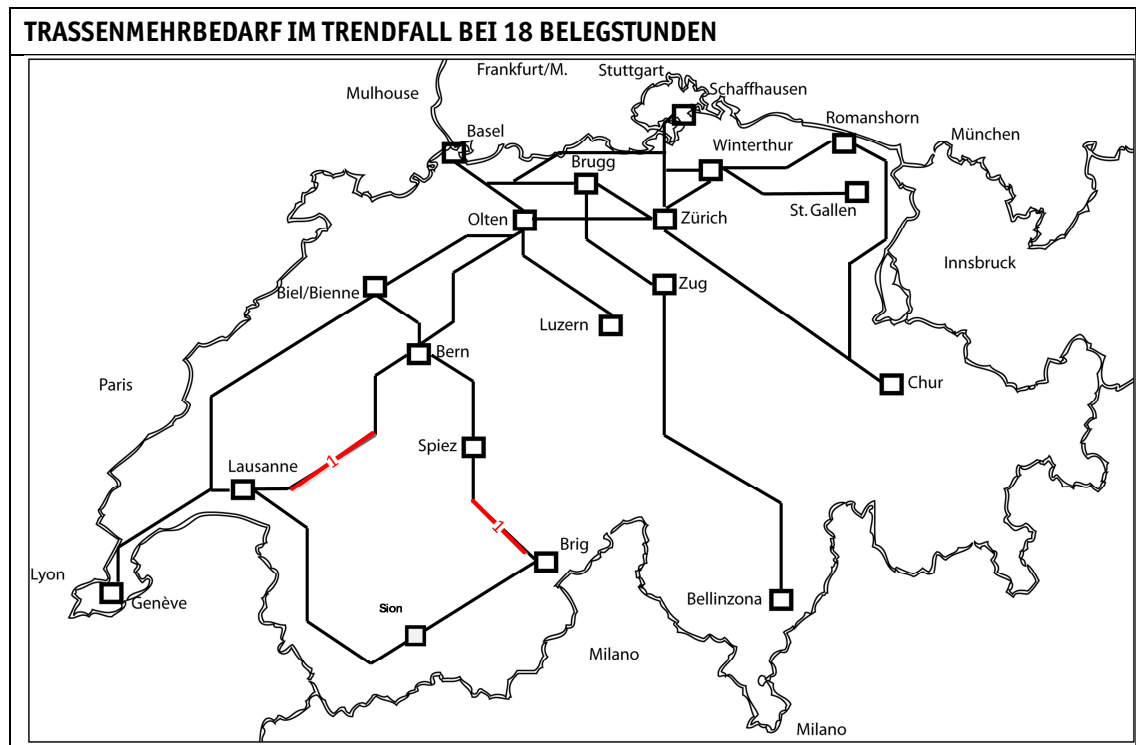 TRASSENMEHRBEDARF IM TRENDFALL BEI 18 BELEGSTUNDEN
Frankfurt/M.
Stuttgart
Mulhouse
Schaffhausen
Romanshorn
Basel
München
Winterthur
Brugg
St. Gallen
Olten
Zürich
Innsbruck
Biel/Bienne
Zug
Luzern
Bern
Paris
Chur
Spiez
Lausanne
1
1
Brig
Lyon
Genève
Sion
Bellinzona
Milano
Milano